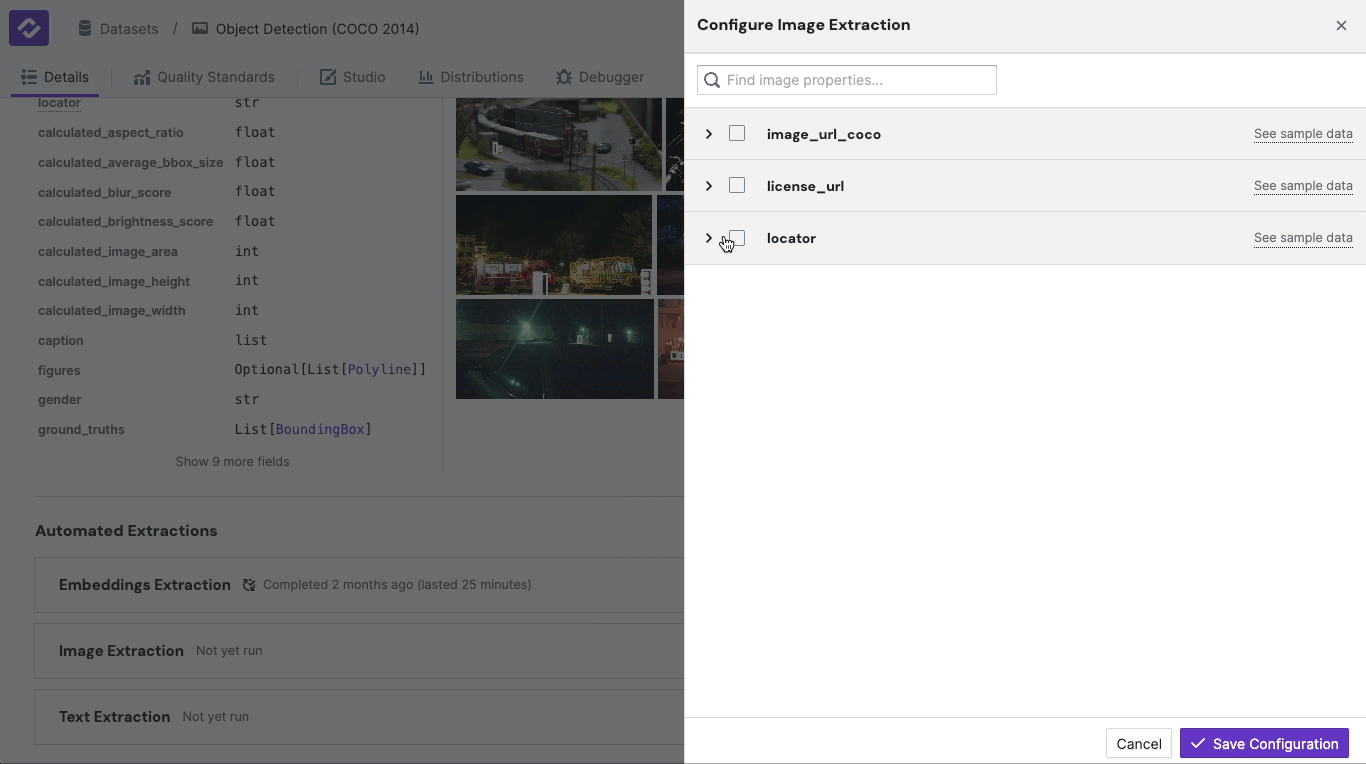 Datasets / Object Detection (COCO 2014)
Details
Quality Standards
Studio
Distributions
Debugger
locator str
calculated_aspect_ratio float
calculated_average_bbox_size float
calculated_blur_score float
calculated_brightness_score float
calculated_image_area int
calculated_image_height int
calculated_image_width int
caption list
figures Optional[List[Polyline]]
gender str
ground_truths List[BoundingBox]
Show 9 more fields
Automated Extractions
Embeddings Extraction Completed 2 months ago (lasted 25 minutes)
Image Extraction Not yet run
Text Extraction Not yet run
Configure Image Extraction
Find image properties...
image_url_coco See sample data
license_url See sample data
locator See sample data
Cancel
Save Configuration